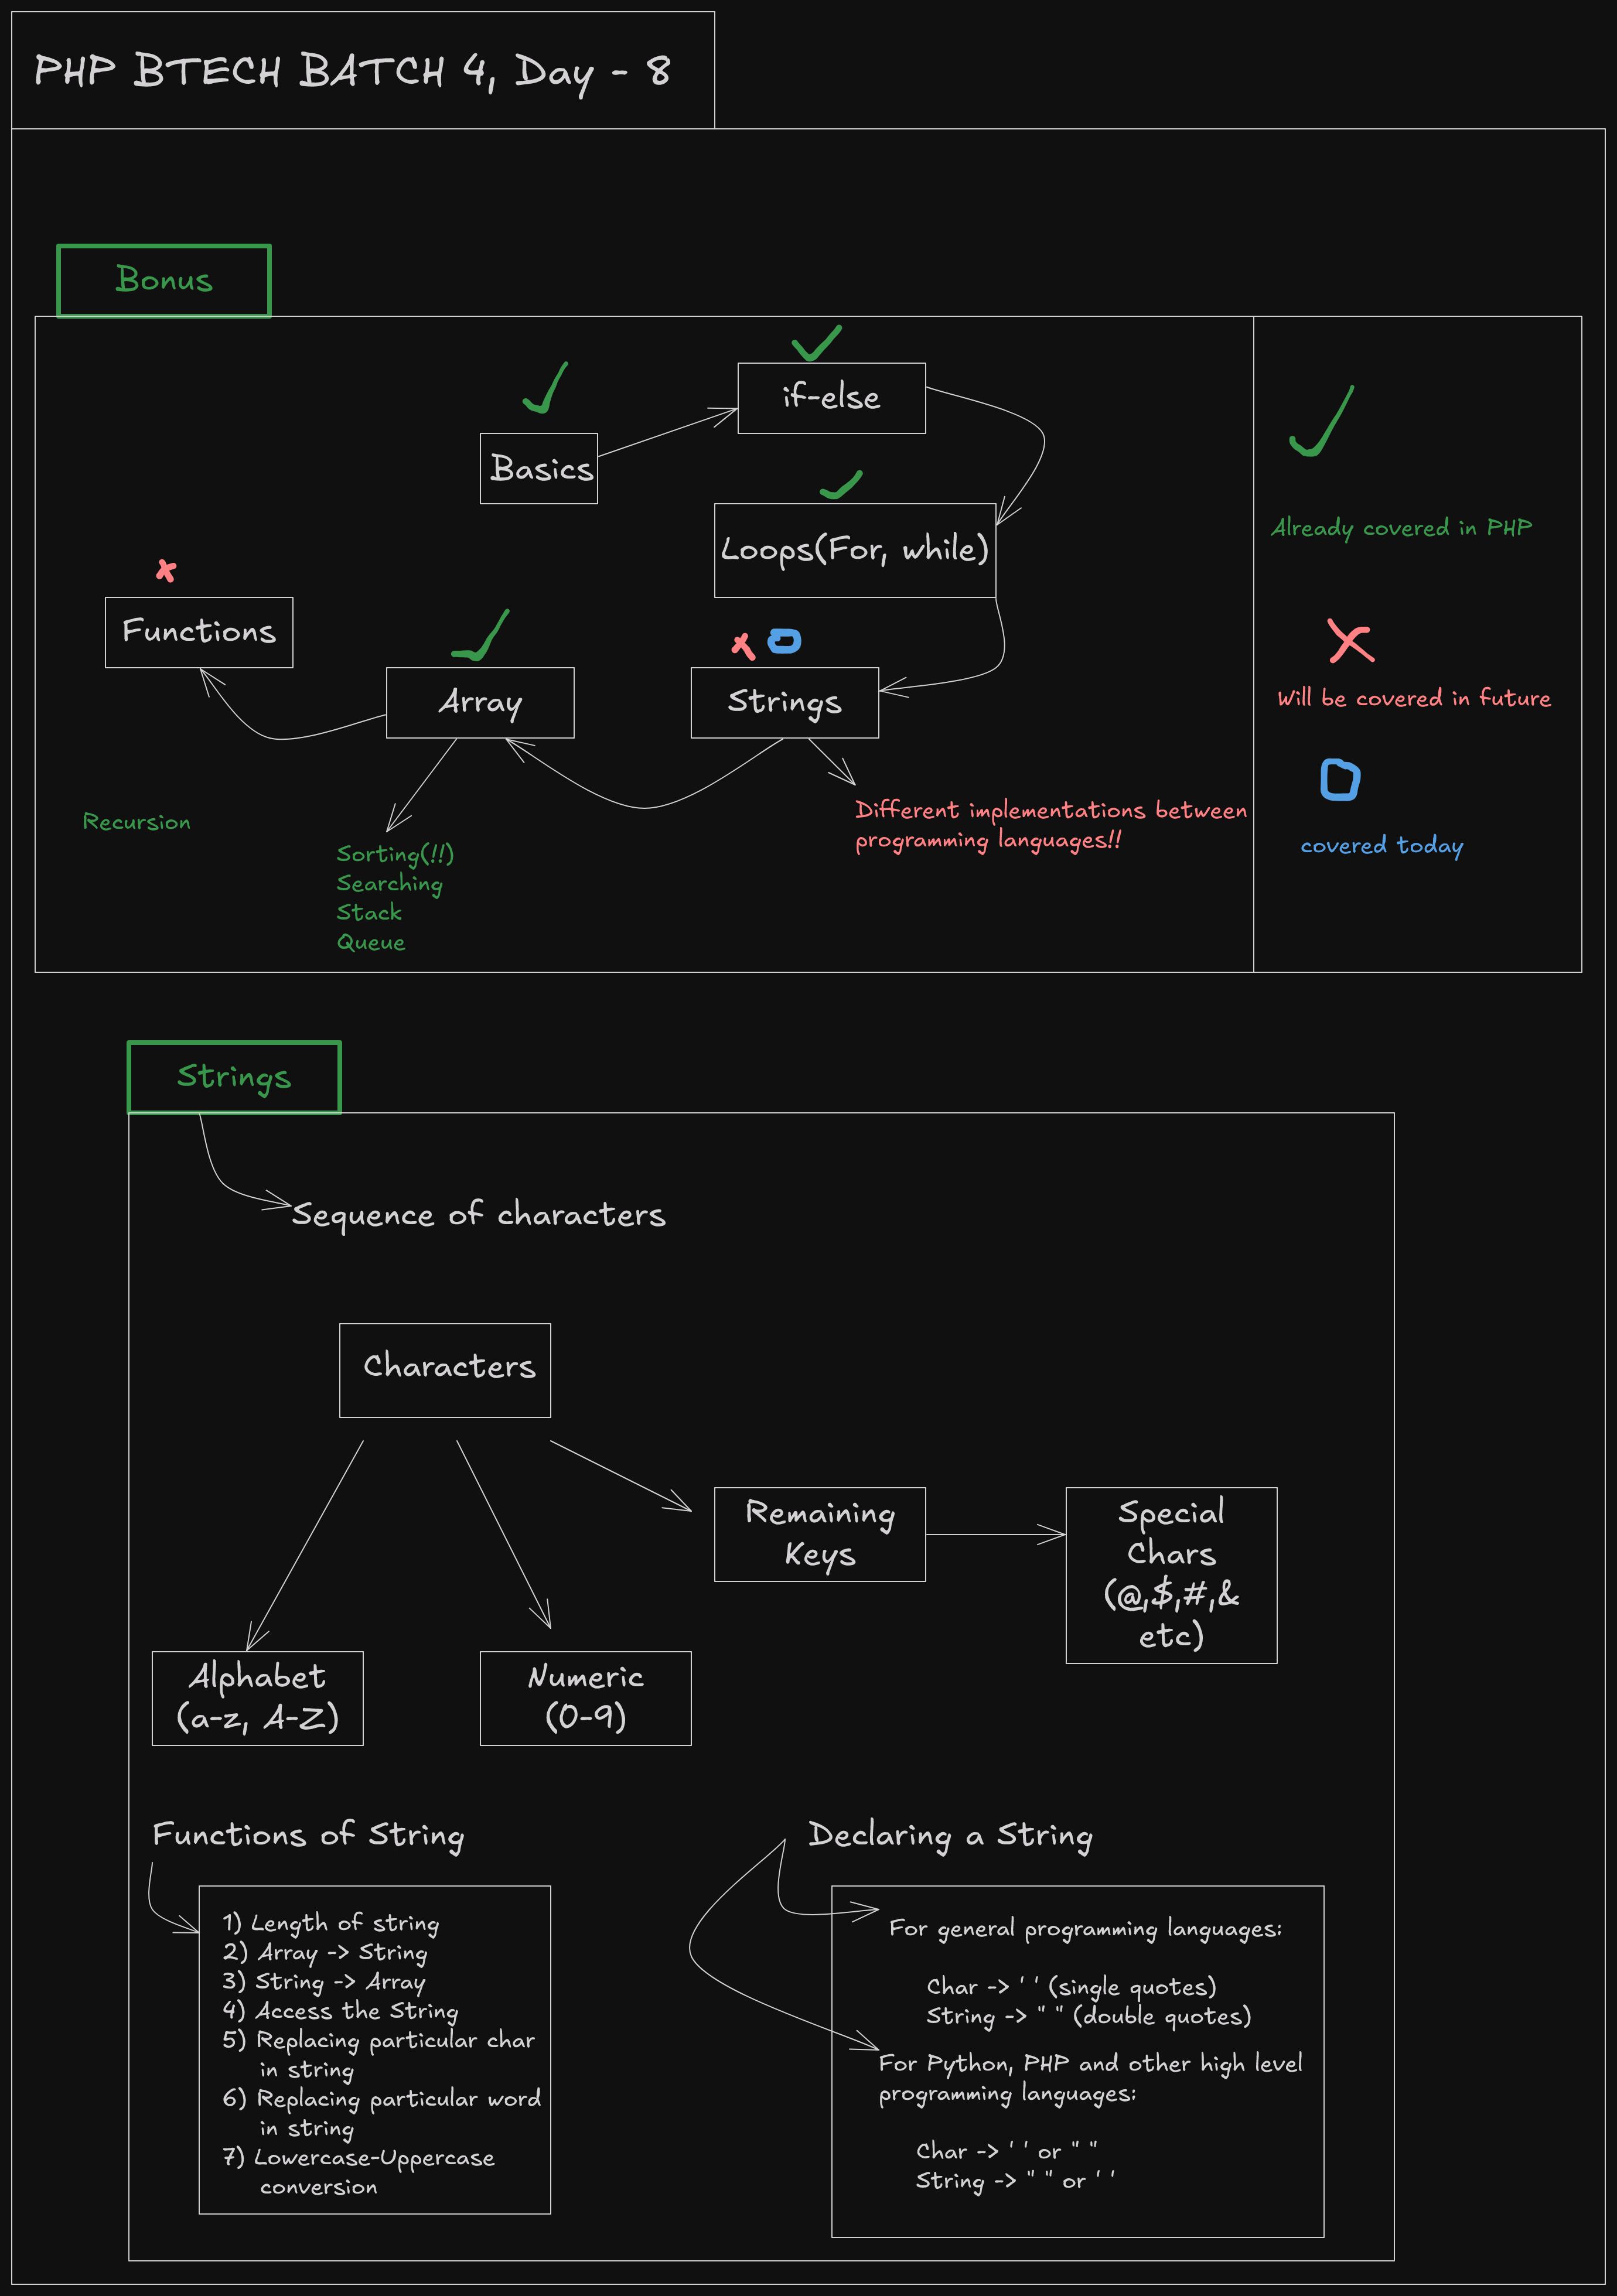 PHP BTECH BATCH 4, Day - 8
Bonus
if-else
Basics
Loops(For, while)
Functions
Array
Strings
Recursion
Sorting(!!)
Searching
Stack
Queue
Different implementations between
programming languages!!
Already covered in PHP
Will be covered in future
covered today
Strings
Sequence of characters
Characters
Remaining
Keys
Special
Chars
(@,$,#,&
etc)
Alphabet
(a-z, A-Z)
Numeric
(0-9)
Functions of String
1) Length of string
2) Array -> String
3) String -> Array
4) Access the String
5) Replacing particular char
in string
6) Replacing particular word
in string
7) Lowercase-Uppercase
conversion
Declaring a String
For general programming languages:
Char -> ' ' (single quotes)
String -> " " (double quotes)
For Python, PHP and other high level
programming languages:
Char -> ' ' or " "
String -> " " or ' '